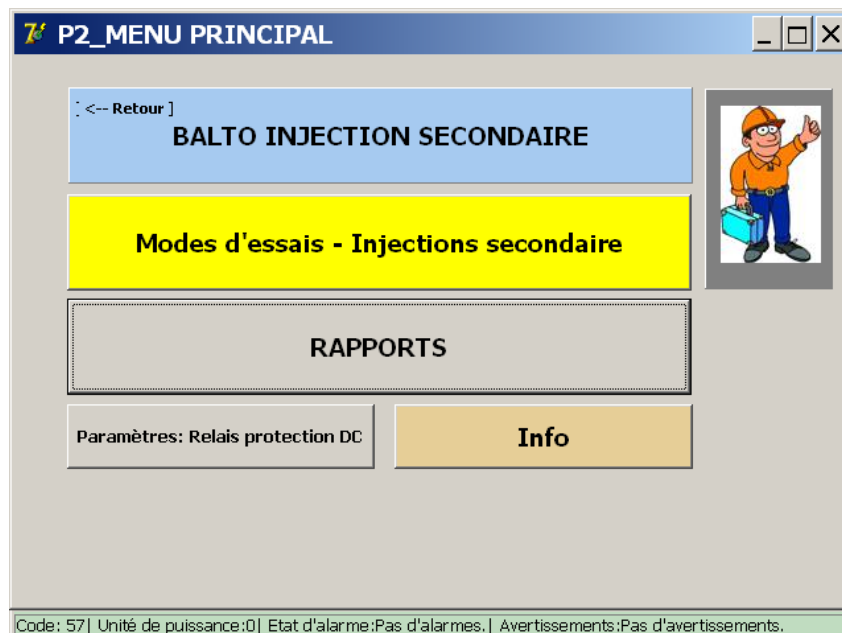 P2_MENU PRINCIPAL
[ <-- Retour ]
BALTO INJECTION SECONDAIRE
Modes d'essais - Injections secondaire
RAPPORTS
Paramètres: Relais protection DC
Info
Code: 57| Unité de puissance:0| Etat d'alarme:Pas d'alarmes.| Avertissements:Pas d'avertissements.